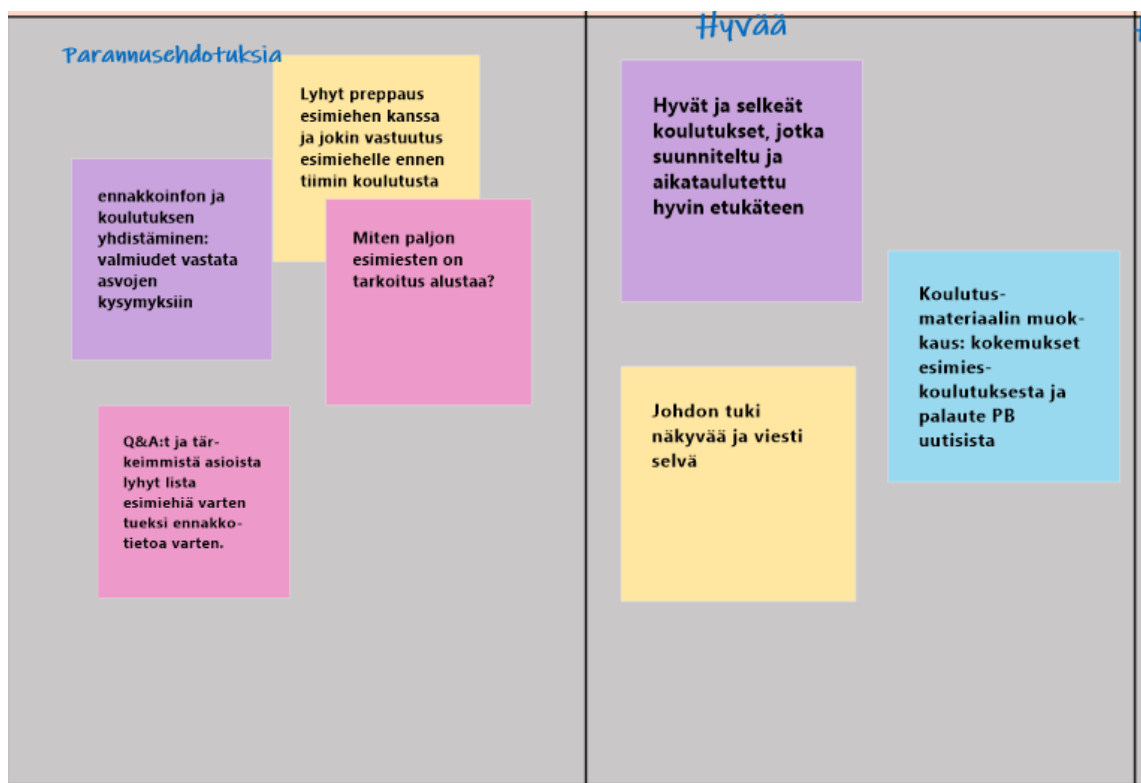 Parannusehdotuksia
Lyhyt preppaus
esimiehen kanssa
ja jokin vastuutus
esimiehelle ennen
tiimin koulutusta
ennakkoinfon ja
koulutuksen
yhdistäminen:
valmiudet vastata
asvojen
kysymyksiin
Miten paljon
esimiesten on
tarkoitus alustaa?
Q&A:t ja tär-
keimmistä asioista
lyhyt lista
esimiehiä varten
tueksi ennakko-
tietoa varten.
Hyvää
Hyvät ja selkeät
koulutukset, jotka
suunniteltu ja
aikataulutettu
hyvin etukäteen
Koulutus-
materiaalin muok-
kaus: kokemukset
esimies-
koulutuksesta ja
palaute PB
uutisista
Johdon tuki
näkyvää ja viesti
selvä